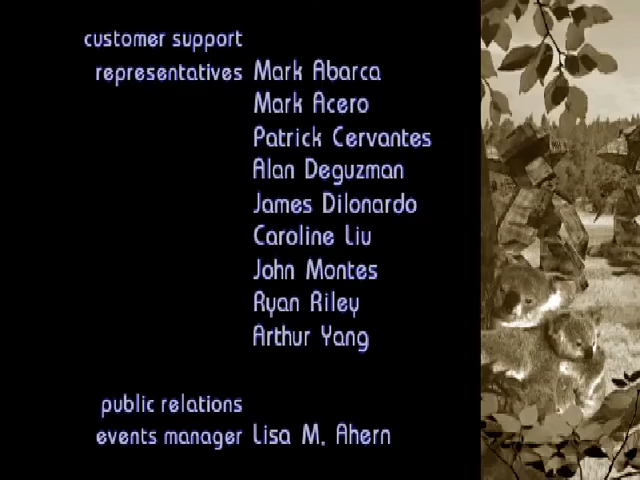 customer support
representatives Mark Abarca
Mark Acero
Patrick Cervantes
Alan Deguzman
James Dilonardo
Caroline Liu
John Montes
Ryan Riley
Arthur Yang
public relations
events manager Lisa M. Ahern